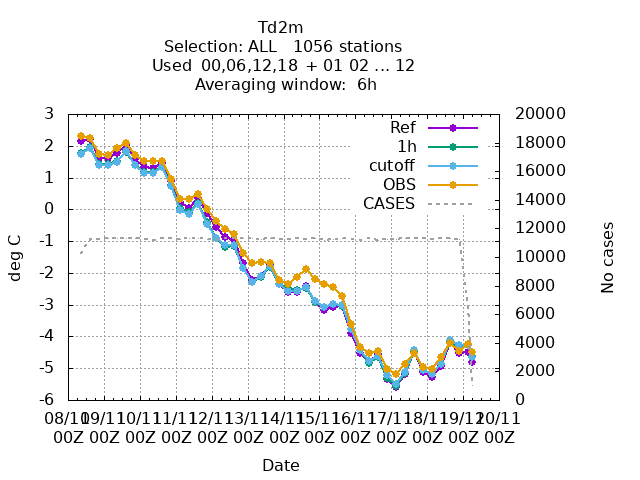 Td2m
Selection: ALL   1056 stations
Used  00,06,12,18  + 01 02 ... 12
Averaging window:  6h
3 20000
Ref
2 18000
1h
1 16000
cutoff
OBS
0 14000
CASES
-1 12000
-2 10000
-3 8000
-4 6000
-5 4000
-6 2000
0
deg C
No cases
08/11 09/11 10/11 11/11 12/11 13/11 14/11 15/11 16/11 17/11 18/11 19/11 20/11
00Z 00Z 00Z 00Z 00Z 00Z 00Z 00Z 00Z 00Z 00Z 00Z 00Z
Date